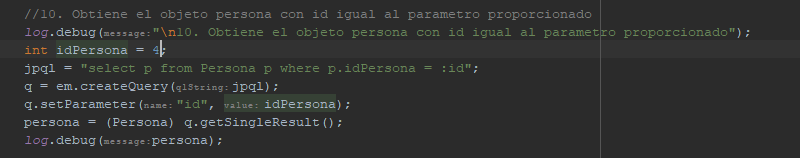 //10. Obtiene el objeto persona con id igual al parametro proporcionado
log.debug(message: "\n10. Obtiene el objeto persona con id igual al parametro proporcionado");
int idPersona = 4;
jpql = "select p from Persona p where p.idPersona = :id";
q = em.createQuery(qlString: jpql);
q.setParameter(name: "id", value: idPersona);
persona = (Persona) q.getSingleResult();
log.debug(message: persona);